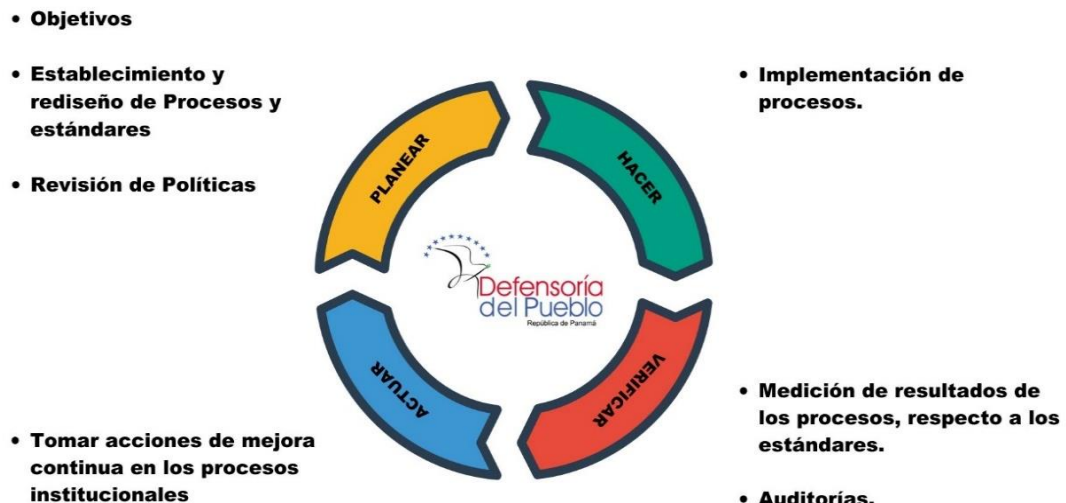 • Objetivos
• Establecimiento y
rediseño de Procesos y
estándares
• Revisión de Políticas
• Implementación de
procesos.
PLANEAR
HACER
Defensoría
del Pueblo
República de Panamá
ACTUAR
VERIFICAR
• Tomar acciones de mejora
continua en los procesos
institucionales
• Medición de resultados de
los procesos, respecto a los
estándares.
• Auditorías.